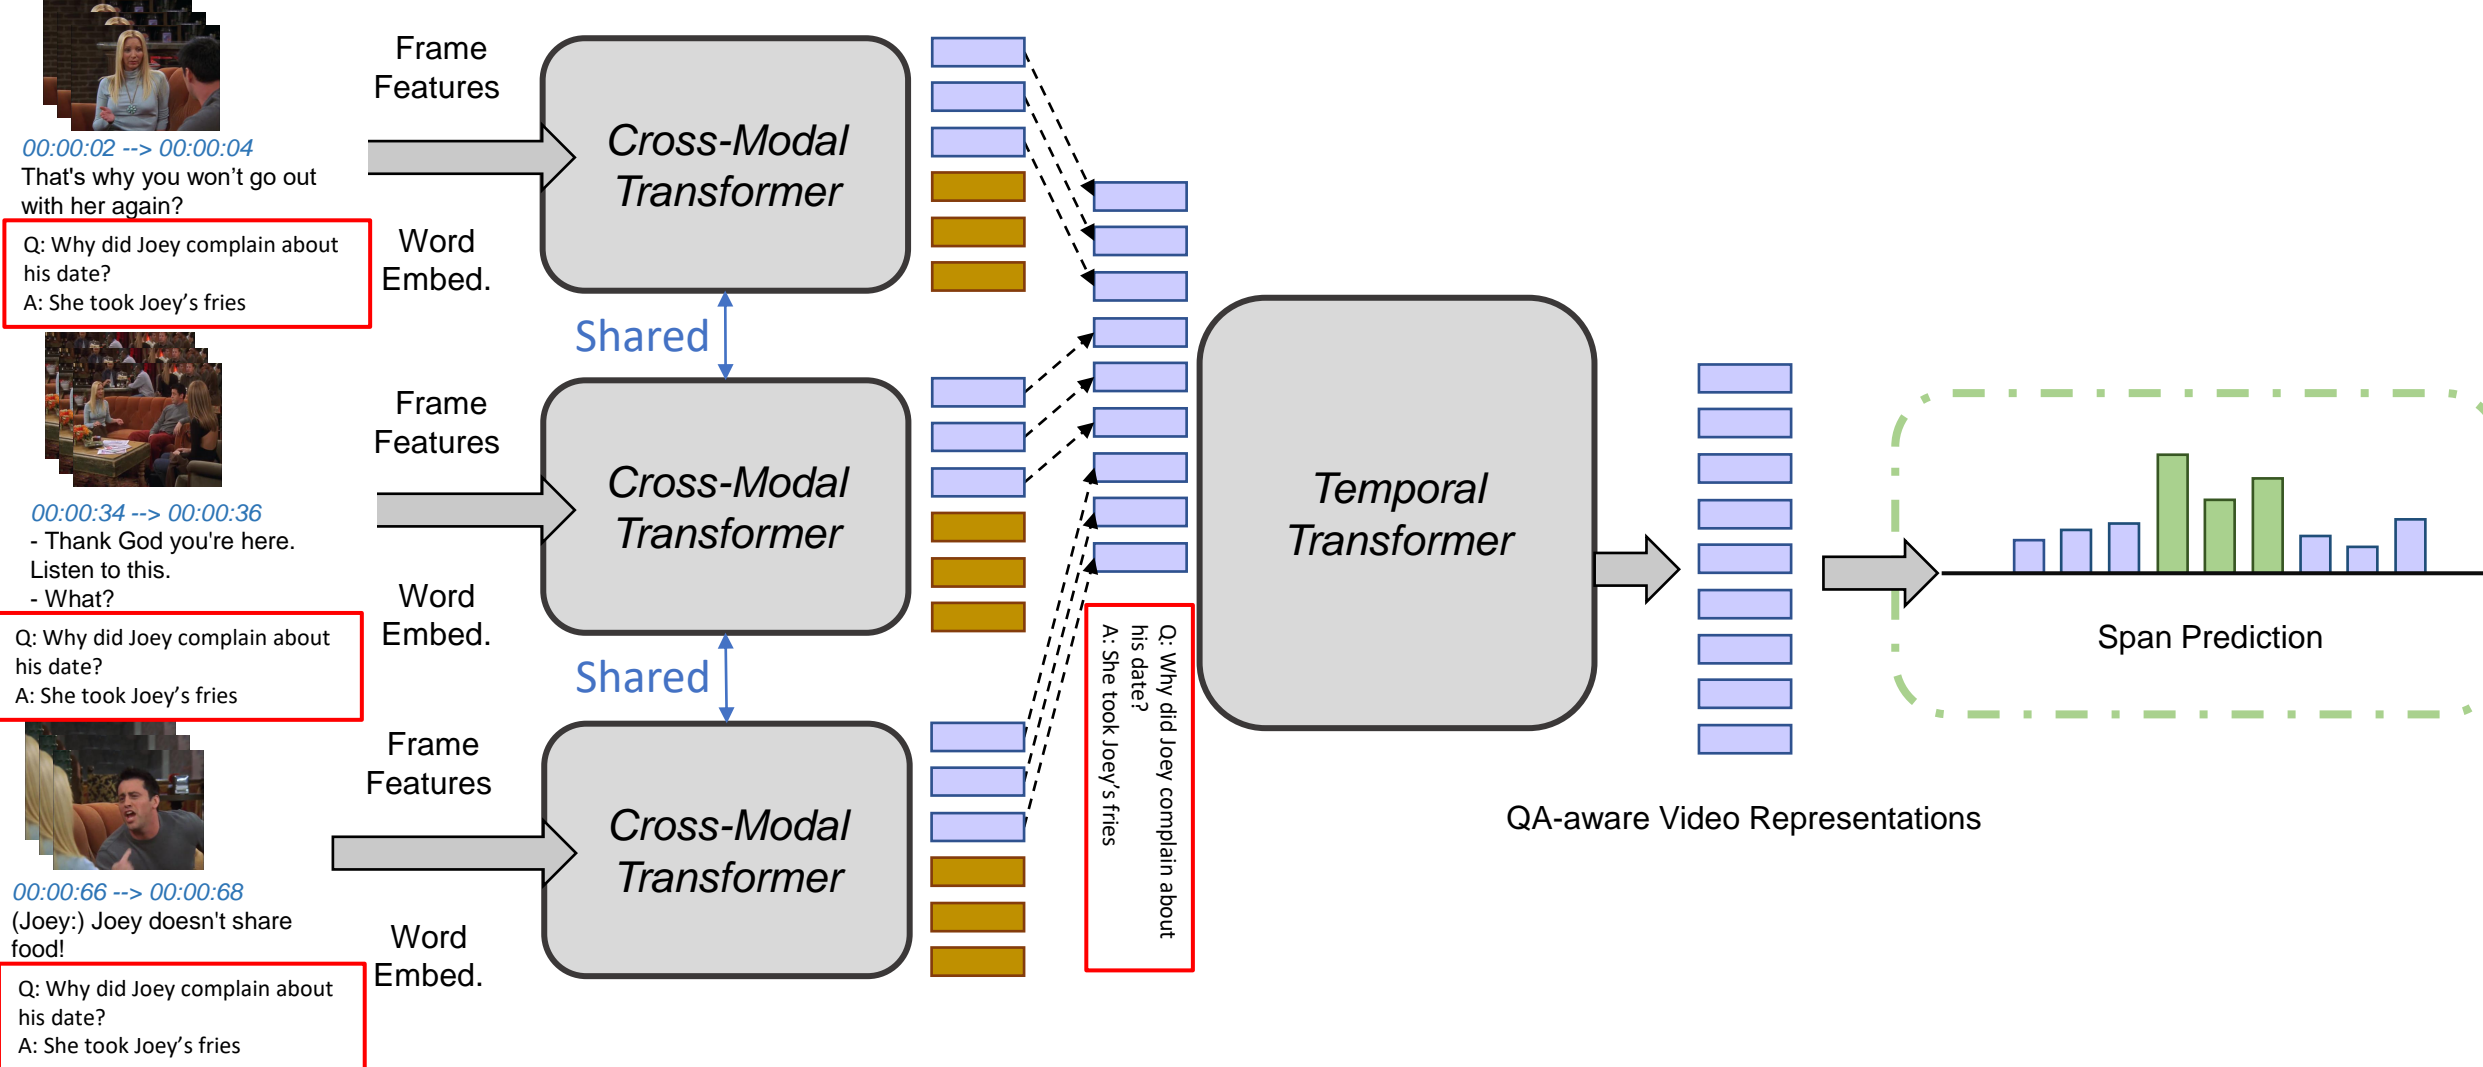 00:00:02 --> 00:00:04
That's why you won't go out
with her again?
Q: Why did Joey complain about
his date?
A: She took Joey's fries
Frame
Features
Word
Embed.
Cross-Modal
Transformer
Shared
00:00:34 --> 00:00:36
- Thank God you're here.
Listen to this.
- What?
Q: Why did Joey complain about
his date?
A: She took Joey's fries
Frame
Features
Word
Embed.
Cross-Modal
Transformer
Shared
00:00:66 --> 00:00:68
(Joey:) Joey doesn't share
food!
Q: Why did Joey complain about
his date?
A: She took Joey's fries
Frame
Features
Word
Embed.
Cross-Modal
Transformer
Q: Why did Joey complain about
his date?
A: She took Joey's fries
Temporal
Transformer
QA-aware Video Representations
Span Prediction